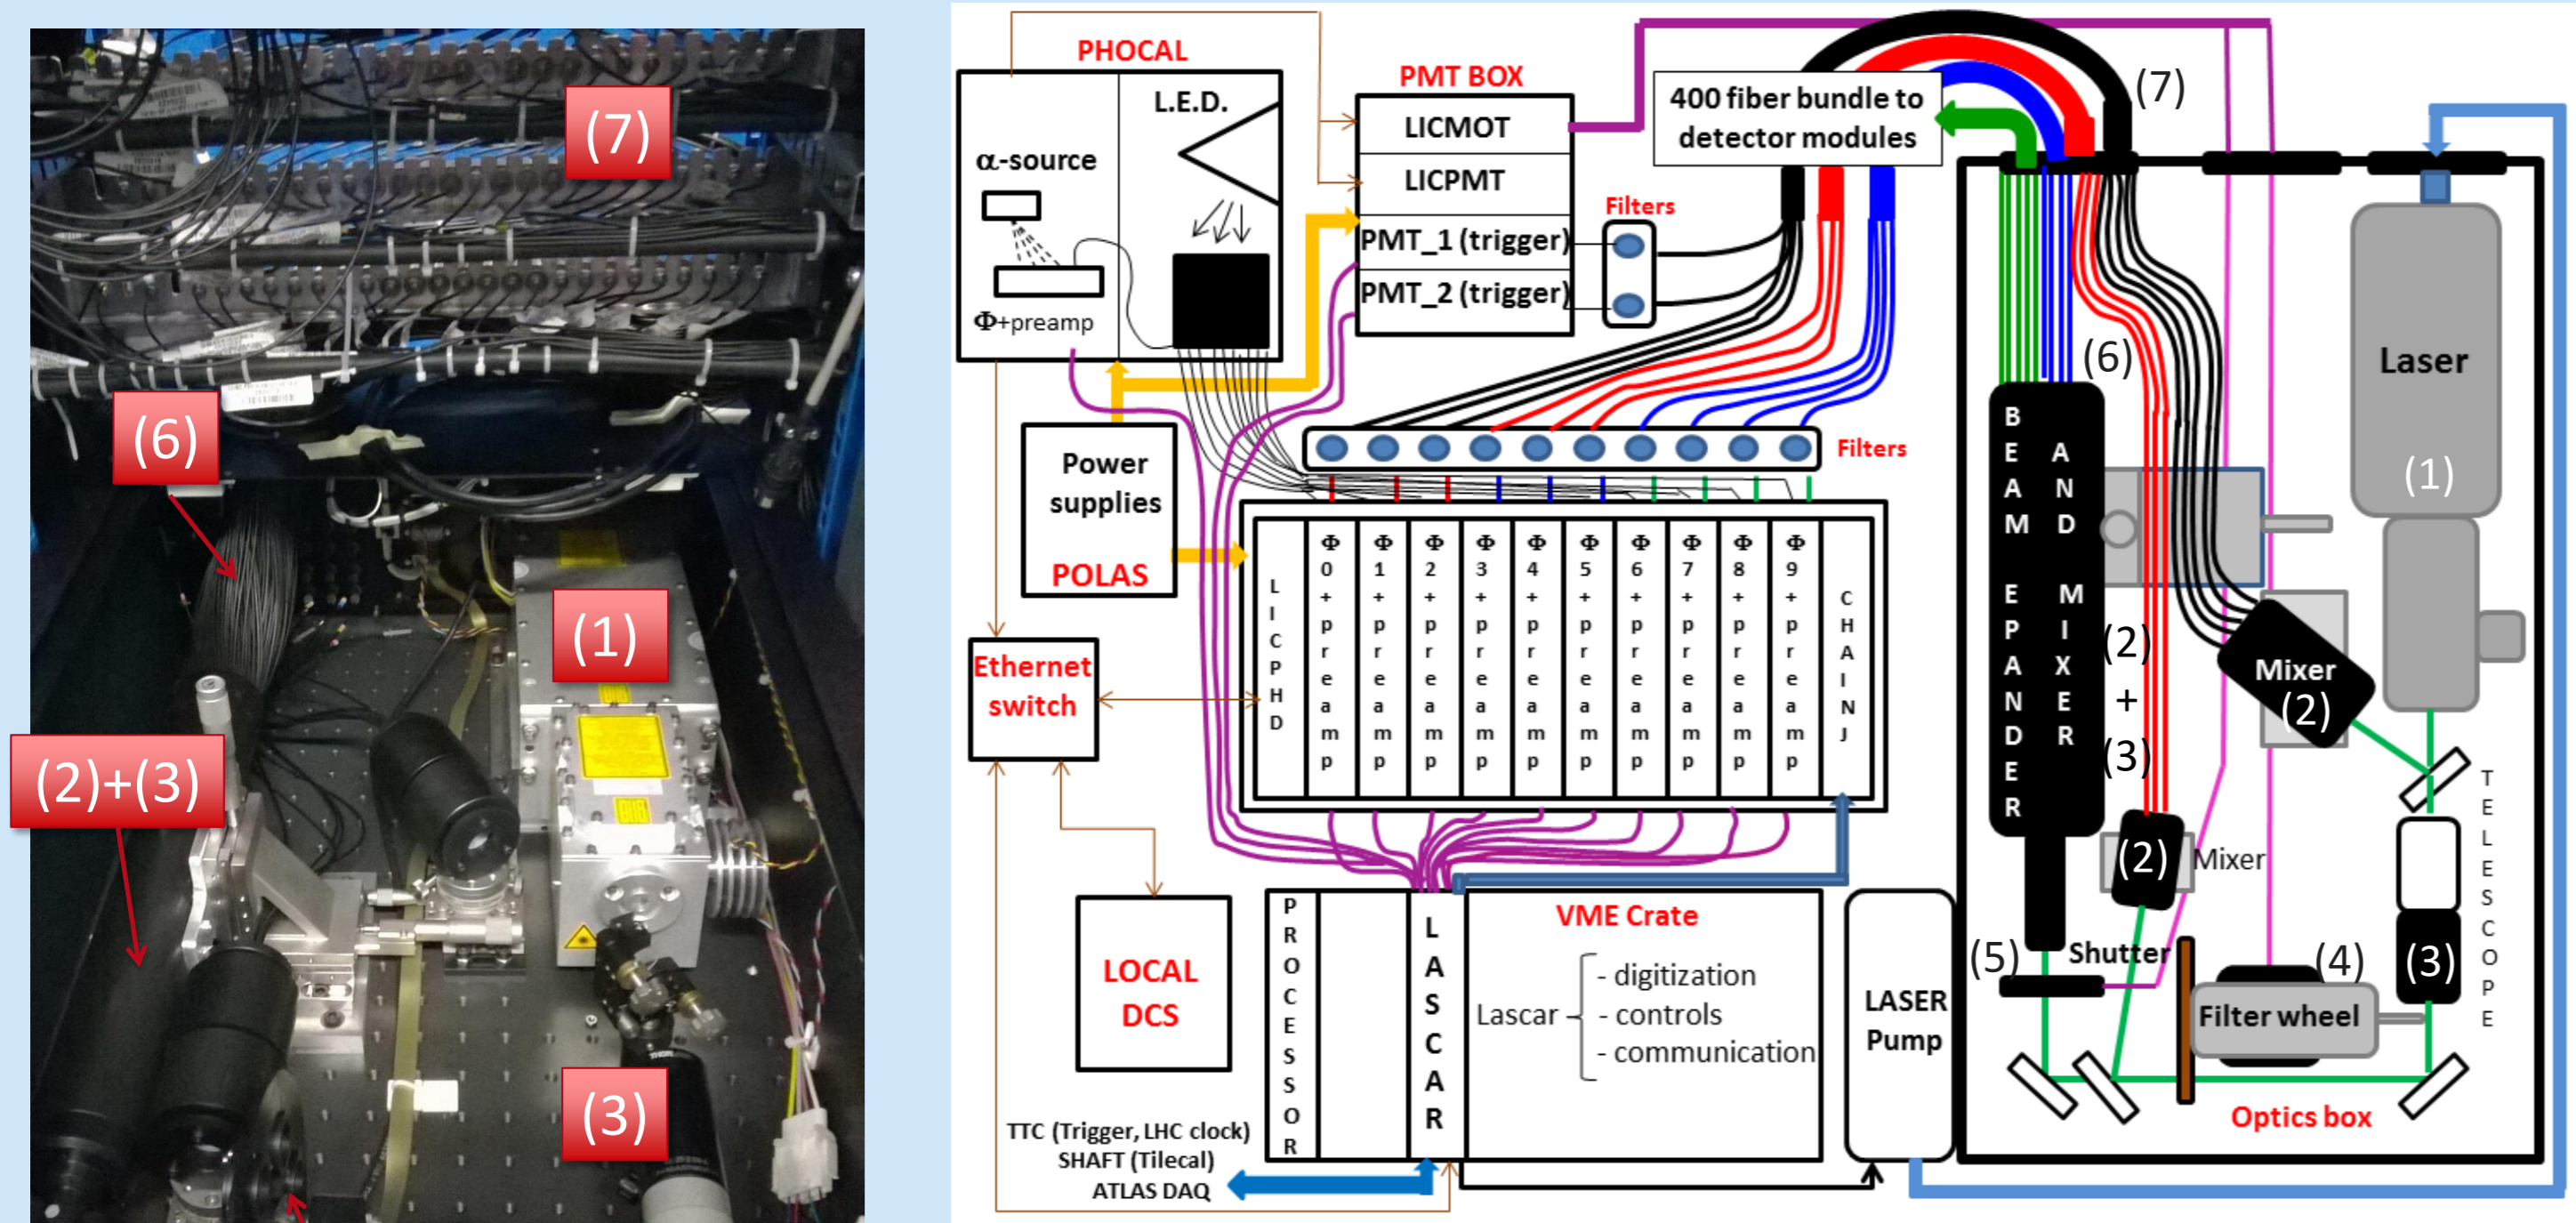 (7)
(6)
(1)
(2)+(3)
(3)
PHOCAL
L.E.D.
α-source
Φ+preamp
PMT BOX
LICMOT
LICPMT
PMT_1 (trigger)
PMT_2 (trigger)
Filters
400 fiber bundle to
detector modules
(7)
Filters
Power
supplies
POLAS
Ethernet
switch
LICPHD
Φ0+preamp
Φ1+preamp
Φ2+preamp
Φ3+preamp
Φ4+preamp
Φ5+preamp
Φ6+preamp
Φ7+preamp
Φ8+preamp
Φ9+preamp
CHAINJ
LOCAL
DCS
PROCESSOR
LASCAR
VME Crate
Lascar
- digitization
- controls
- communication
LASER
Pump
TTC (Trigger, LHC clock)
SHAFT (Tilecal)
ATLAS DAQ
(6)
BEAM EPANDER
AND MIXER
(2)
+
(3)
Laser
(1)
Mixer
(2)
(2)
Mixer
TELESCOPE
(3)
(5)
Shutter
(4)
Filter wheel
Optics box